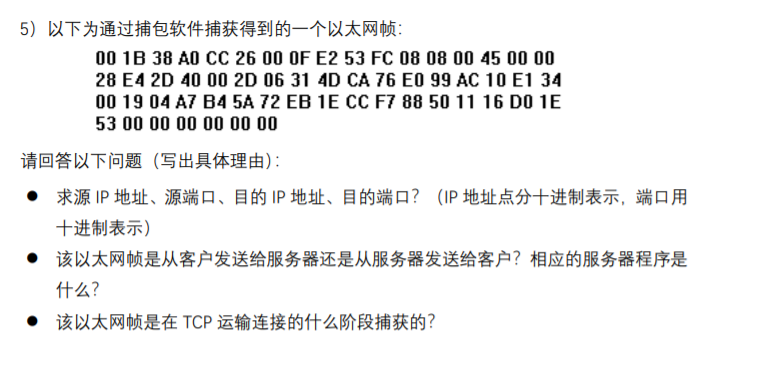 5）以下为通过捕包软件捕获得到的一个以太网帧：
00 1B 38 A0 CC 26 00 0F E2 53 FC 08 08 00 45 00 00
28 E4 2D 40 00 2D 06 31 4D CA 76 E0 99 AC 10 E1 34
00 19 04 A7 B4 5A 72 EB 1E CC F7 88 50 11 16 D0 1E
53 00 00 00 00 00 00
请回答以下问题（写出具体理由）：
● 求源 IP 地址、源端口、目的 IP 地址、目的端口？（IP 地址点分十进制表示，端口用
十进制表示）
● 该以太网帧是从客户发送给服务器还是从服务器发送给客户？相应的服务器程序是
什么？
● 该以太网帧是在 TCP 运输连接的什么阶段捕获的？